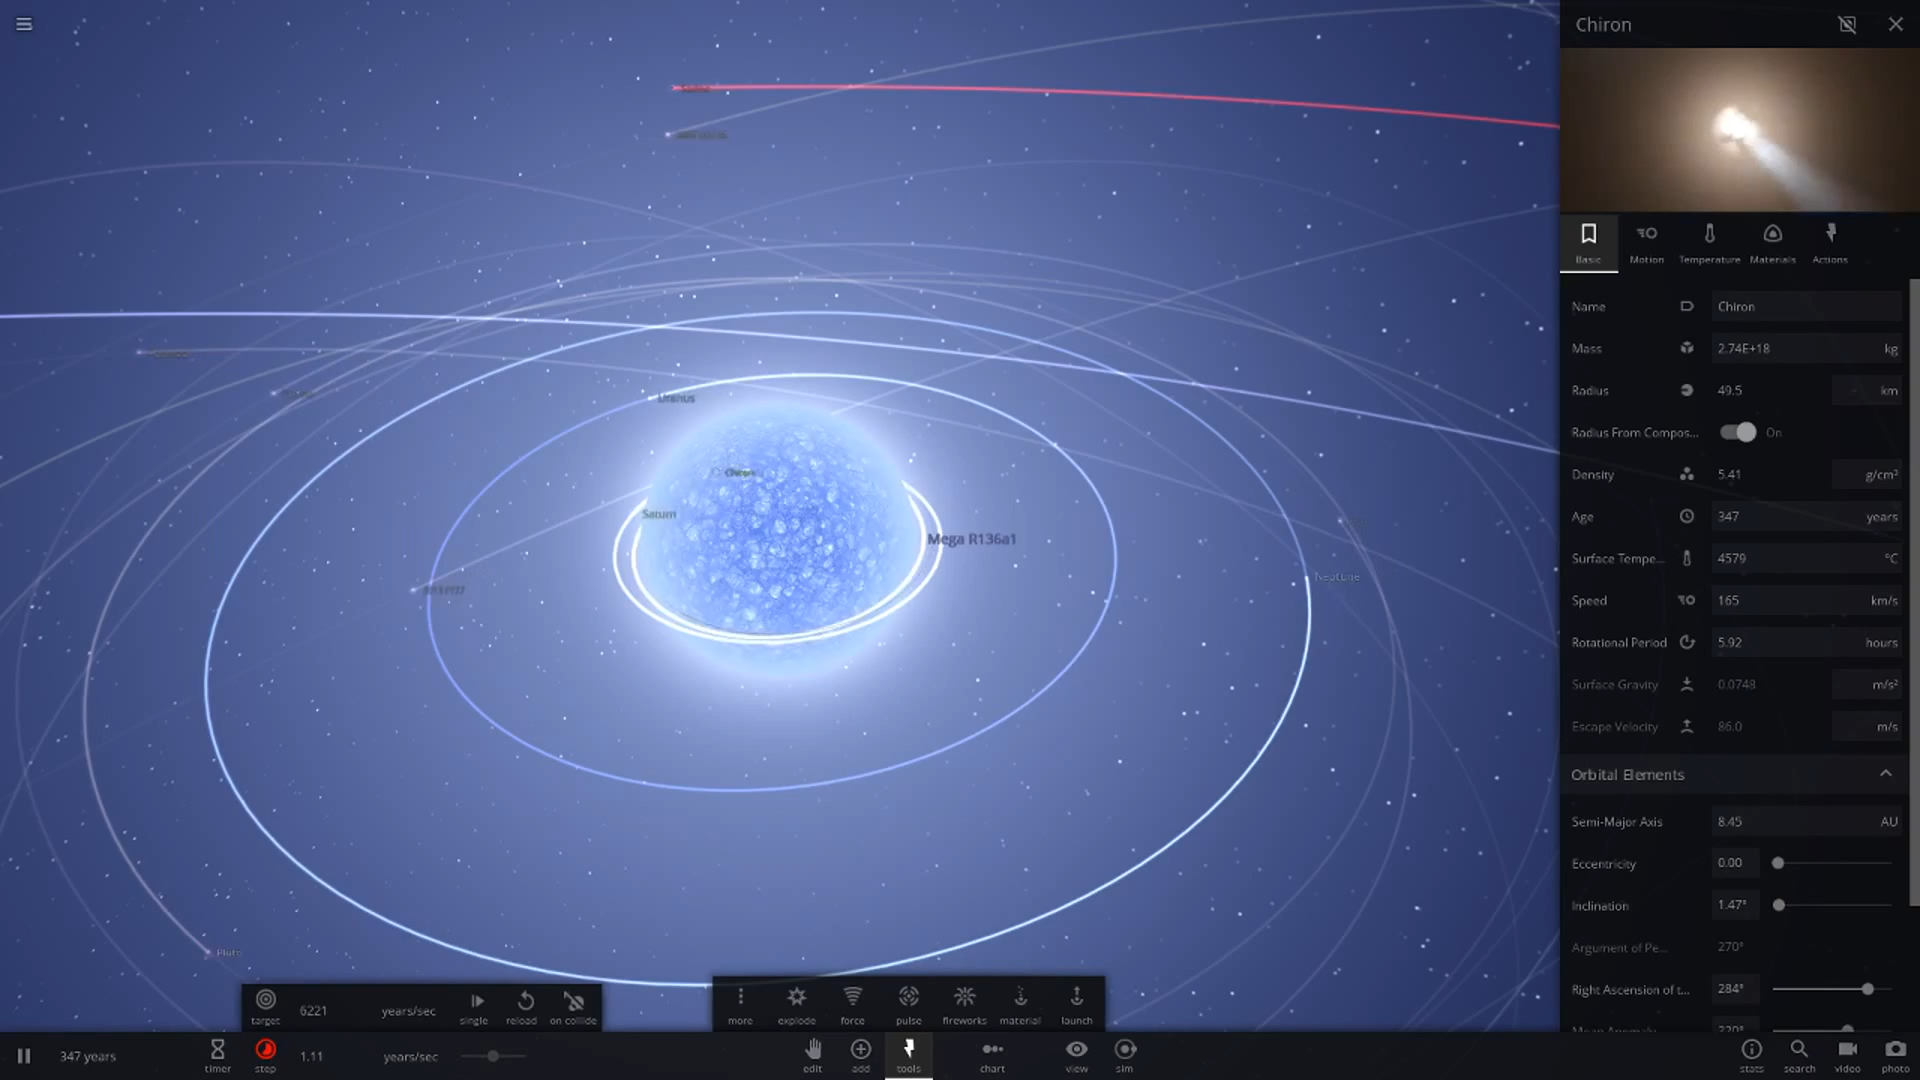 Chiron
Basic
Motion
Temperature
Materials
Actions
Name
Chiron
Mass
2.74E+18 kg
Radius
49.5 km
Radius From Compos...
On
Density
5.41 g/cm³
Age
347 years
Surface Tempe...
4579 °C
Speed
165 km/s
Rotational Period
5.92 hours
Surface Gravity
0.0748 m/s²
Escape Velocity
86.0 m/s
Orbital Elements
Semi-Major Axis
8.45 AU
Eccentricity
0.00
Inclination
1.47°
Argument of Pe...
270°
Right Ascension of t...
284°
Mean Anomaly
Uranus
Chiron
Saturn
Mega R136a1
Neptune
Pluto
target
6221 years/sec
single
reload
on collide
more
explode
force
pulse
fireworks
material
launch
347 years
timer
step
1.11 years/sec
edit
add
tools
chart
view
sim
stats
search
video
photo